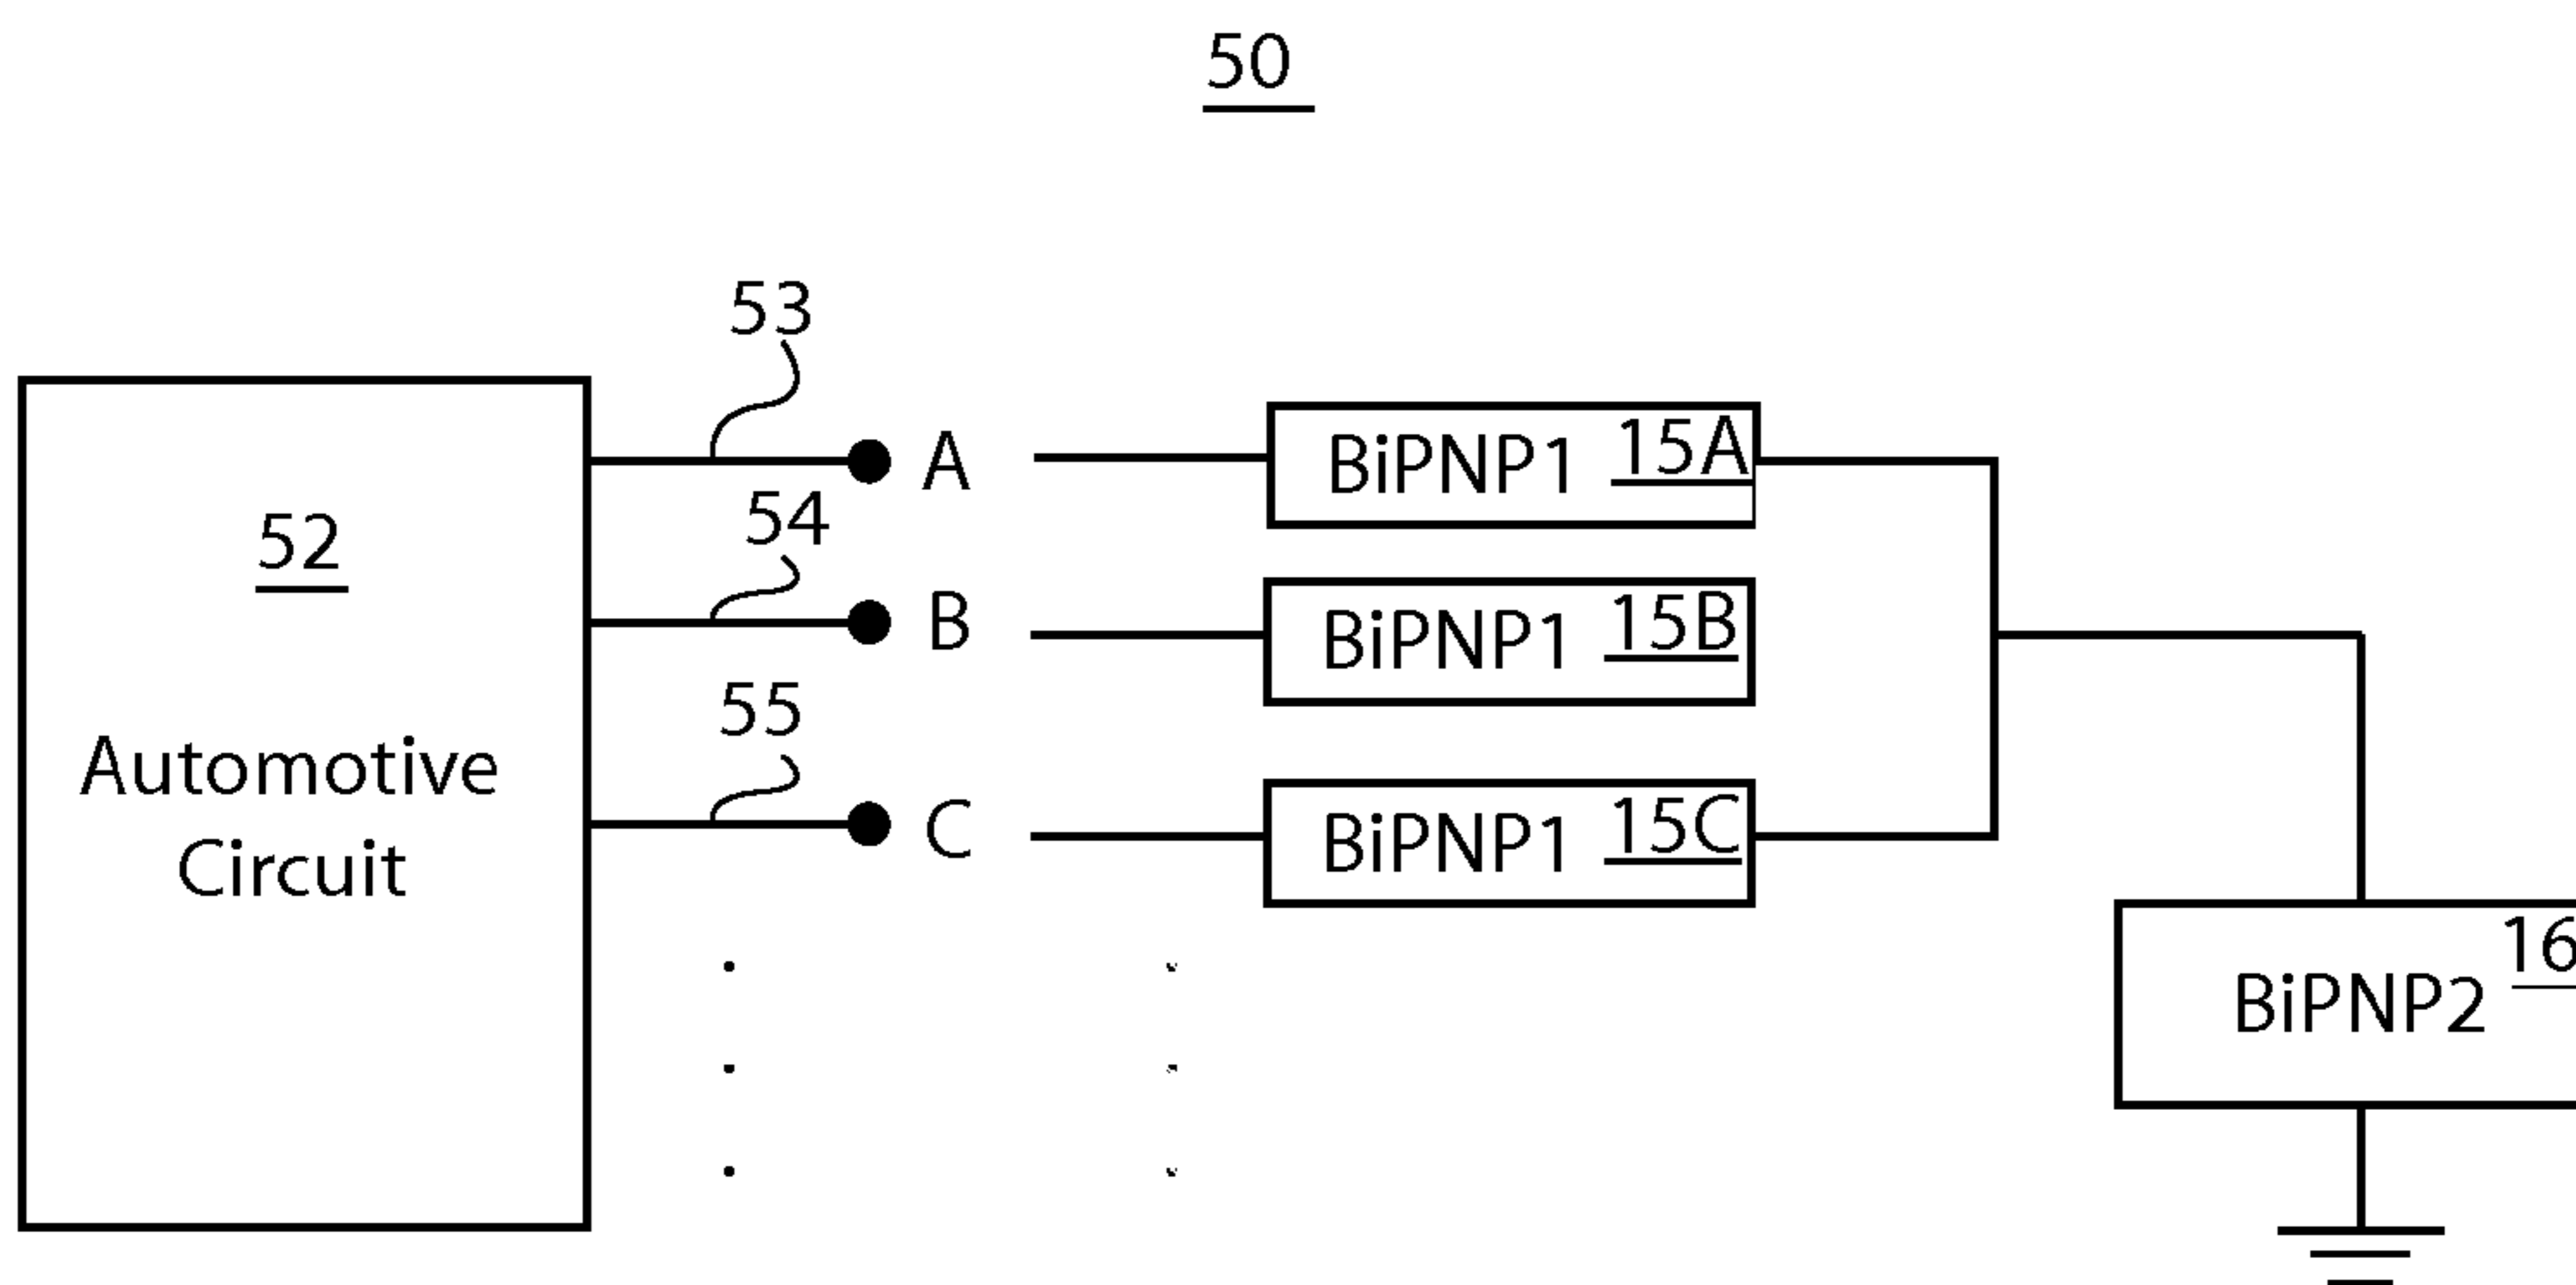 50
53
A
BiPNP1 15A
54
52
B
BiPNP1 15B
55
Automotive
Circuit
C
BiPNP1 15C
16
BiPNP2